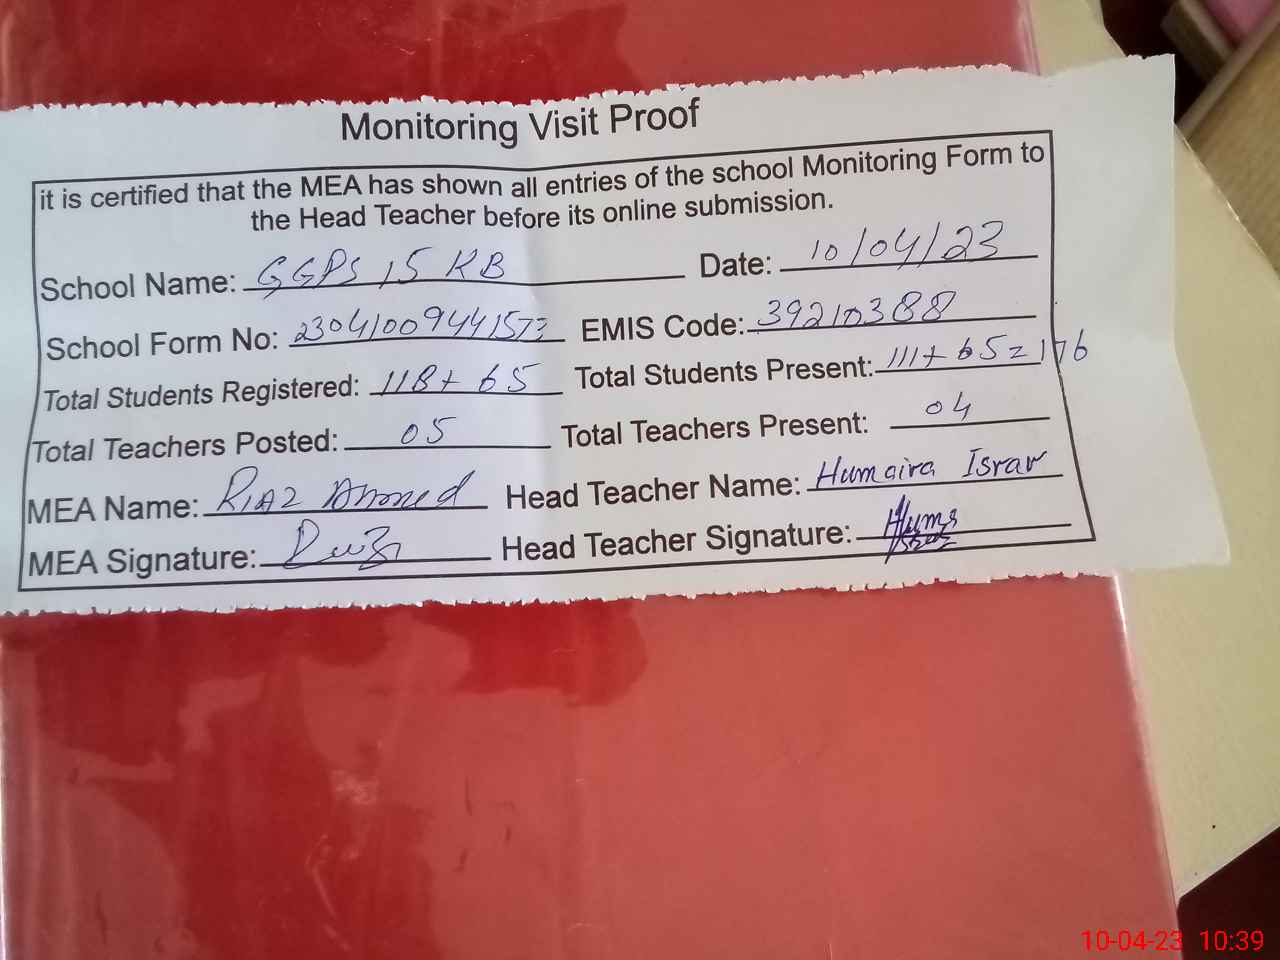 Monitoring Visit Proof
it is certified that the MEA has shown all entries of the school Monitoring Form to
the Head Teacher before its online submission.
School Name: GGPS 15 KB Date: 10/04/23
School Form No: 23041009441573 EMIS Code: 39210388
Total Students Registered: 118+ 65 Total Students Present: 111+ 65=176
Total Teachers Posted: 05 Total Teachers Present: 04
MEA Name: Riaz Ahmed Head Teacher Name: Humaira Israr
MEA Signature: Head Teacher Signature:
10-04-23 10:39